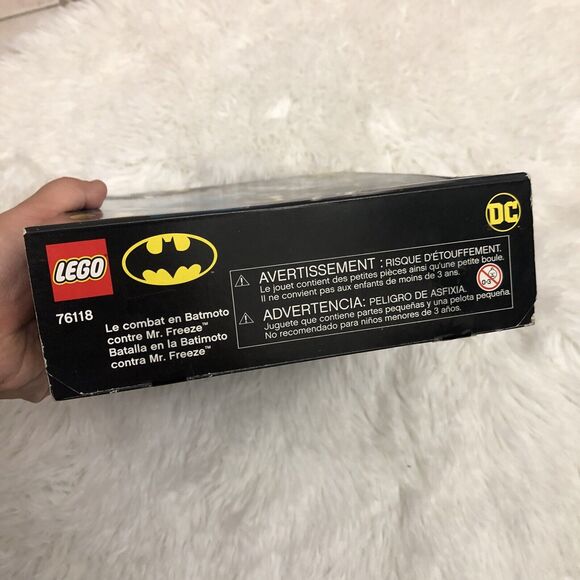 LEGO
76118
Le combat en Batmoto
contre Mr. Freeze™
Batalla en la Batimoto
contra Mr. Freeze™
DC
AVERTISSEMENT : RISQUE D'ÉTOUFFEMENT.
Le jouet contient des petites pièces ainsi qu'une petite boule.
Il ne convient pas aux enfants de moins de 3 ans.
ADVERTENCIA: PELIGRO DE ASFIXIA.
Juguete que contiene partes pequeñas y una pelota pequeña.
No recomendado para niños menores de 3 años.
0-3